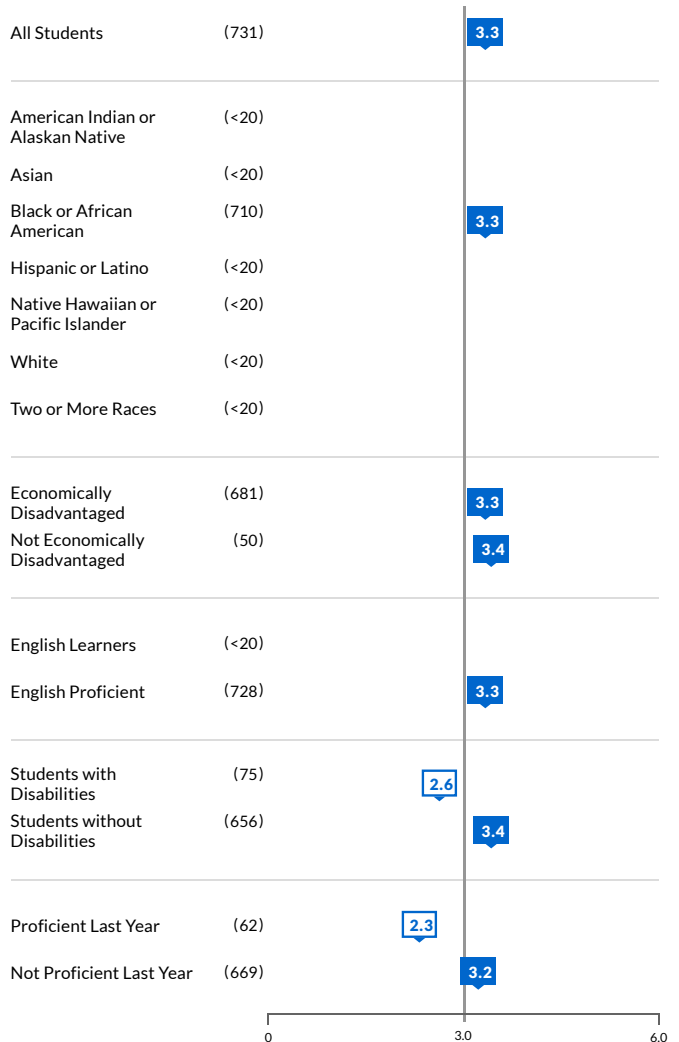 All Students (731) 3.3
American Indian or (<20)
Alaskan Native
Asian (<20)
Black or African (710) 3.3
American
Hispanic or Latino (<20)
Native Hawaiian or (<20)
Pacific Islander
White (<20)
Two or More Races (<20)
Economically (681) 3.3
Disadvantaged
Not Economically (50) 3.4
Disadvantaged
English Learners (<20)
English Proficient (728) 3.3
Students with (75) 2.6
Disabilities
Students without (656) 3.4
Disabilities
Proficient Last Year (62) 2.3
Not Proficient Last Year (669) 3.2
0 3.0 6.0